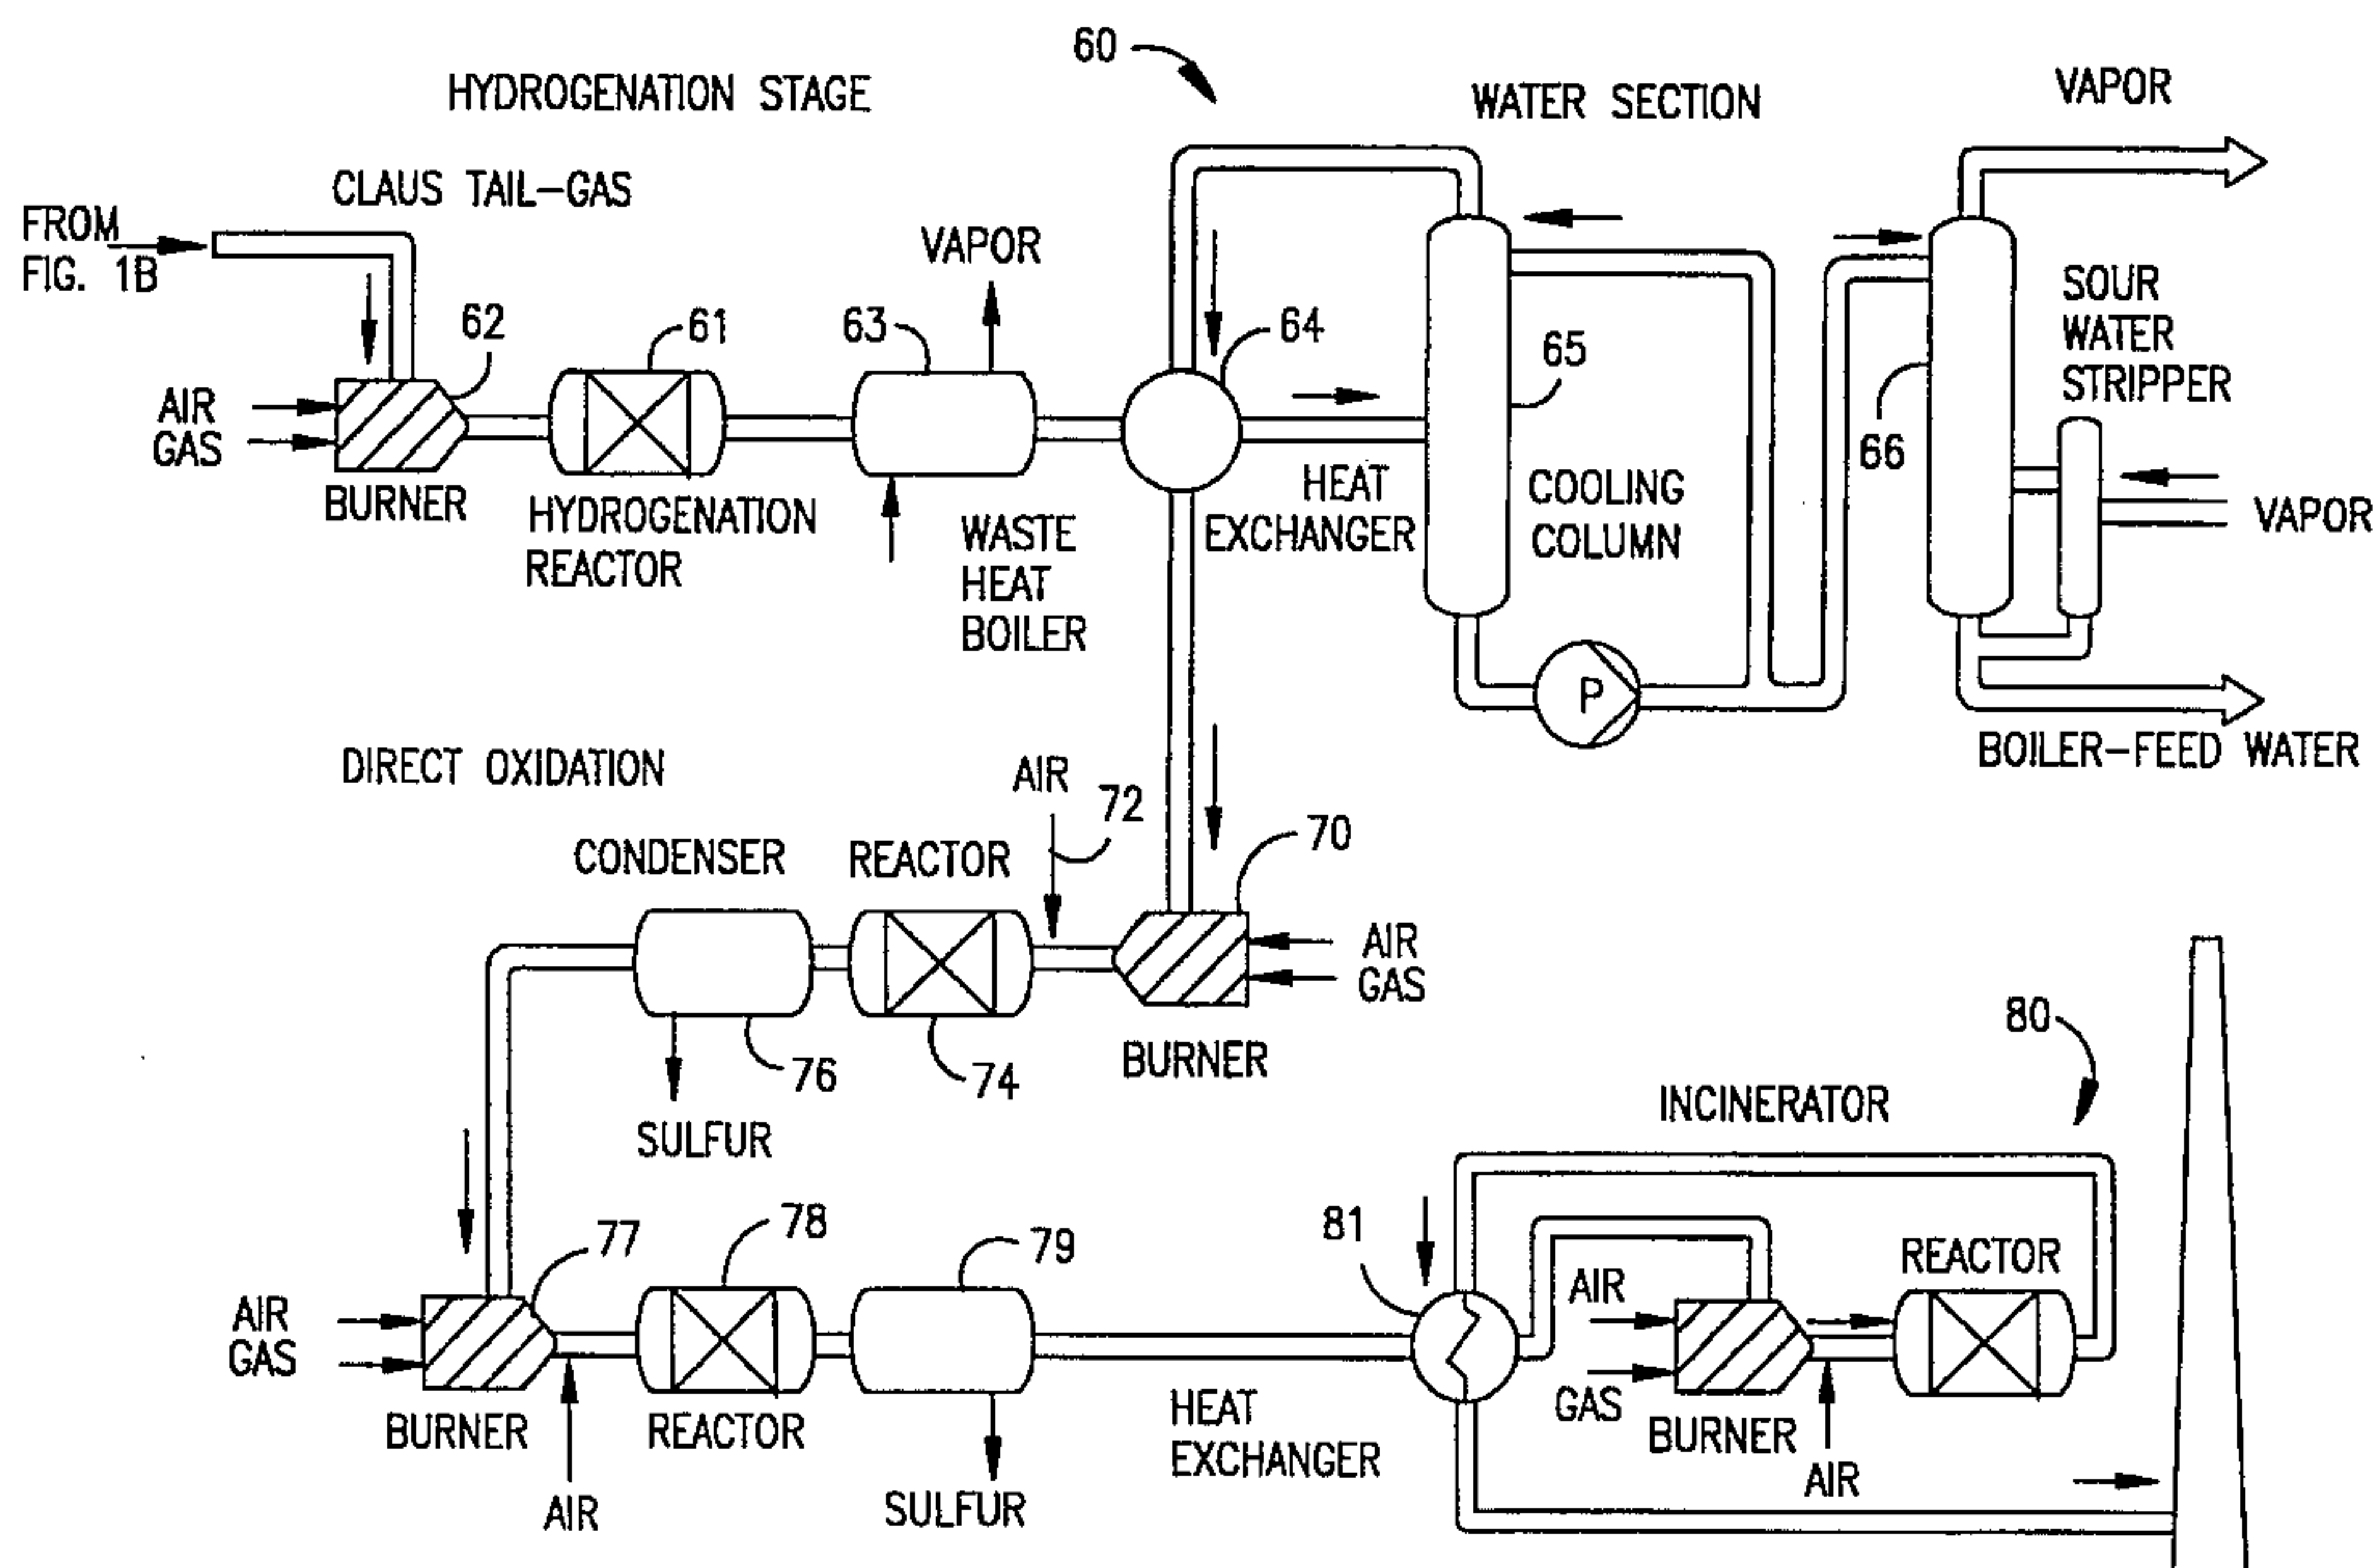 60
HYDROGENATION STAGE
WATER SECTION
VAPOR
CLAUS TAIL-GAS
FROM
FIG. 1B
VAPOR
SOUR
WATER
STRIPPER
62
61
63
64
65
66
AIR
GAS
BURNER
HYDROGENATION
REACTOR
WASTE
HEAT
BOILER
HEAT
EXCHANGER
COOLING
COLUMN
VAPOR
P
BOILER-FEED WATER
DIRECT OXIDATION
AIR
72
70
CONDENSER
REACTOR
AIR
GAS
76
74
BURNER
SULFUR
80
INCINERATOR
77
78
79
81
REACTOR
AIR
GAS
AIR
GAS
BURNER
REACTOR
HEAT
EXCHANGER
BURNER
AIR
AIR
SULFUR